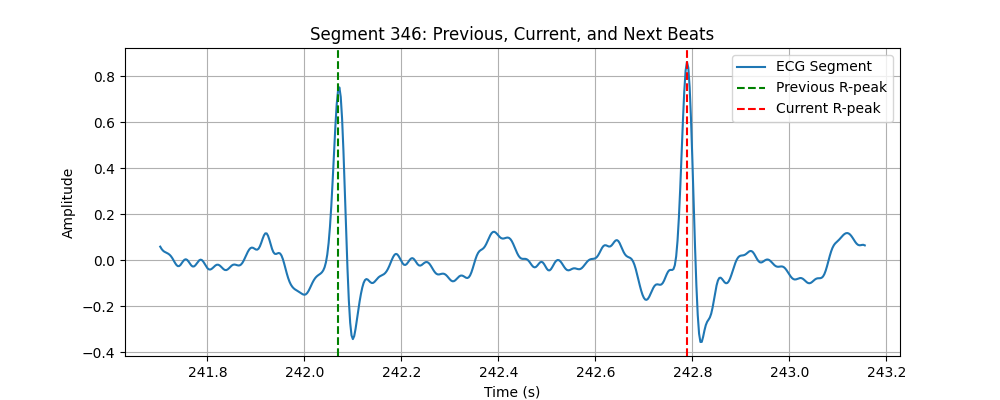 Segment 346: Previous, Current, and Next Beats
Amplitude
0.8
0.6
0.4
0.2
0.0
−0.2
−0.4
ECG Segment
Previous R-peak
Current R-peak
241.8 242.0 242.2 242.4 242.6 242.8 243.0 243.2
Time (s)